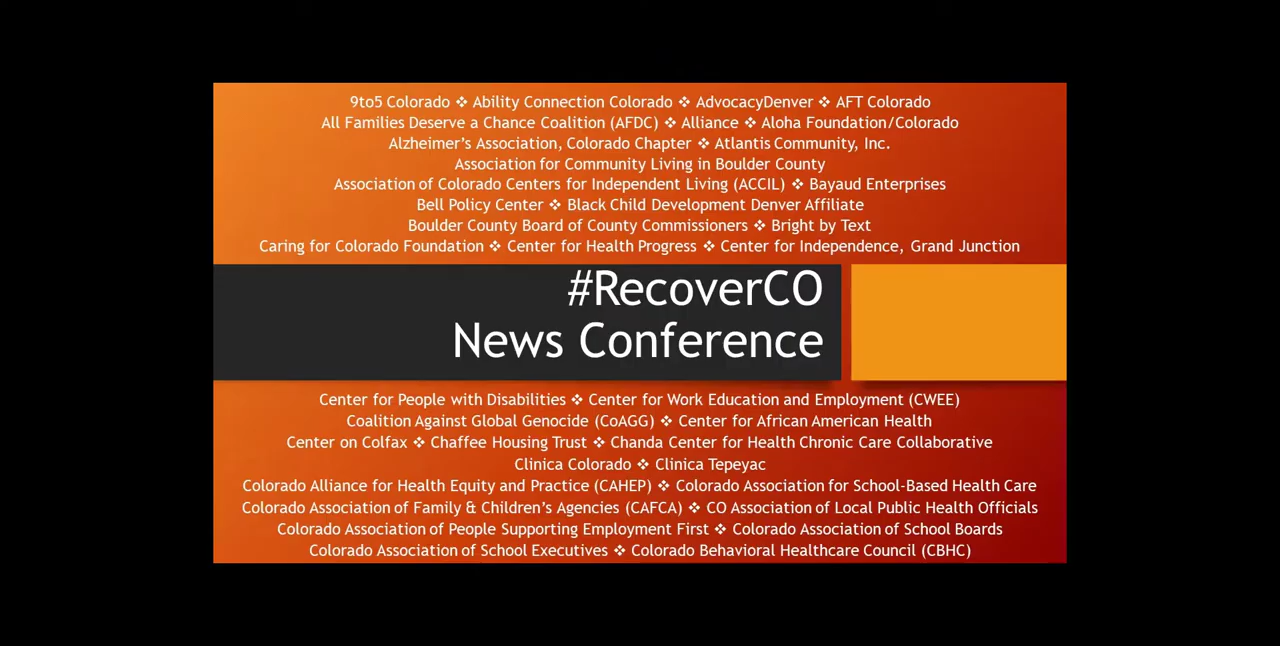 9to5 Colorado ❖ Ability Connection Colorado ❖ AdvocacyDenver ❖ AFT Colorado
All Families Deserve a Chance Coalition (AFDC) ❖ Alliance ❖ Aloha Foundation/Colorado
Alzheimer's Association, Colorado Chapter ❖ Atlantis Community, Inc.
Association for Community Living in Boulder County
Association of Colorado Centers for Independent Living (ACCIL) ❖ Bayaud Enterprises
Bell Policy Center ❖ Black Child Development Denver Affiliate
Boulder County Board of County Commissioners ❖ Bright by Text
Caring for Colorado Foundation ❖ Center for Health Progress ❖ Center for Independence, Grand Junction
#RecoverCO
News Conference
Center for People with Disabilities ❖ Center for Work Education and Employment (CWEE)
Coalition Against Global Genocide (CoAGG) ❖ Center for African American Health
Center on Colfax ❖ Chaffee Housing Trust ❖ Chanda Center for Health Chronic Care Collaborative
Clinica Colorado ❖ Clinica Tepeyac
Colorado Alliance for Health Equity and Practice (CAHEP) ❖ Colorado Association for School-Based Health Care
Colorado Association of Family & Children's Agencies (CAFCA) ❖ CO Association of Local Public Health Officials
Colorado Association of People Supporting Employment First ❖ Colorado Association of School Boards
Colorado Association of School Executives ❖ Colorado Behavioral Healthcare Council (CBHC)